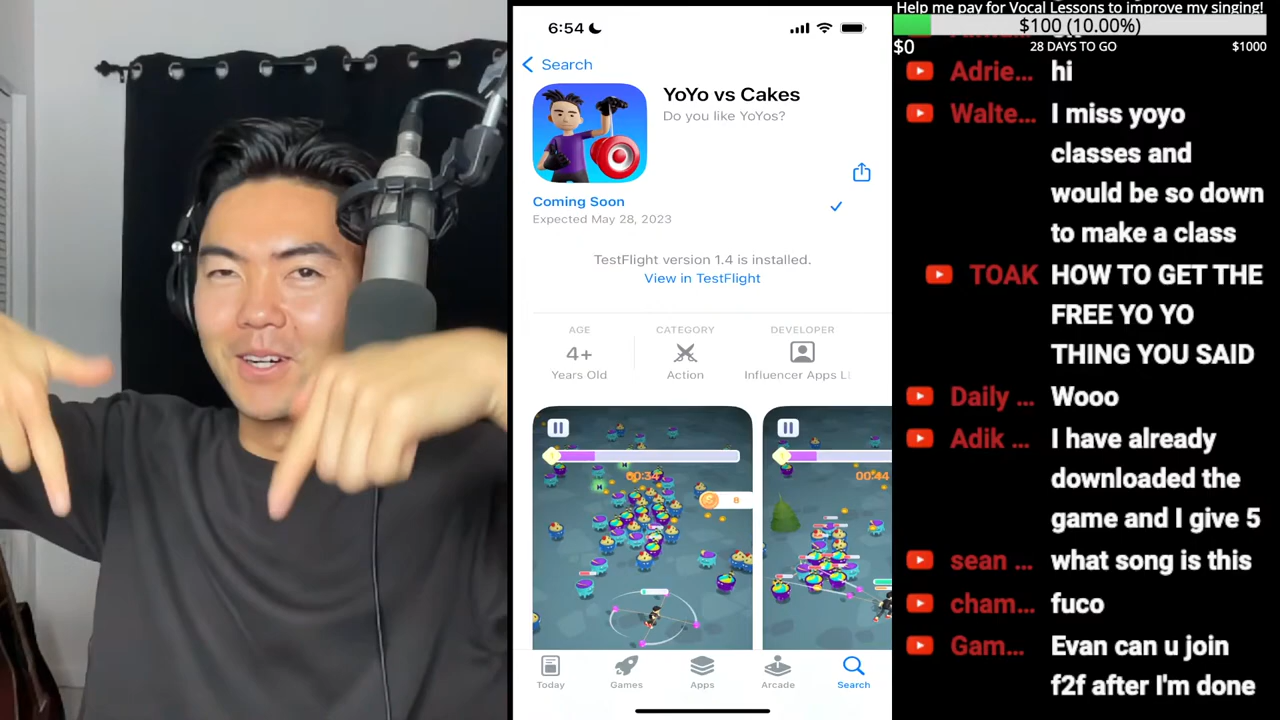 6:54
Search
YoYo vs Cakes
Do you like YoYos?
Coming Soon
Expected May 28, 2023
TestFlight version 1.4 is installed.
View in TestFlight
AGE
4+
Years Old
CATEGORY
Action
DEVELOPER
Influencer Apps L
00:34
8
00:44
Today
Games
Apps
Arcade
Search
Help me pay for Vocal Lessons to improve my singing!
$100 (10.00%)
$0 28 DAYS TO GO $1000
Adrie... hi
Walte... I miss yoyo
classes and
would be so down
to make a class
TOAK HOW TO GET THE
FREE YO YO
THING YOU SAID
Daily ... Wooo
Adik ... I have already
downloaded the
game and I give 5
sean ... what song is this
cham... fuco
Gam... Evan can u join
f2f after I'm done